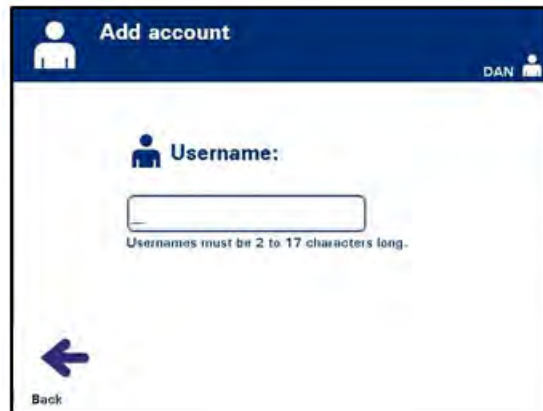 Add account
DAN
Username:
_
Usernames must be 2 to 17 characters long.
Back